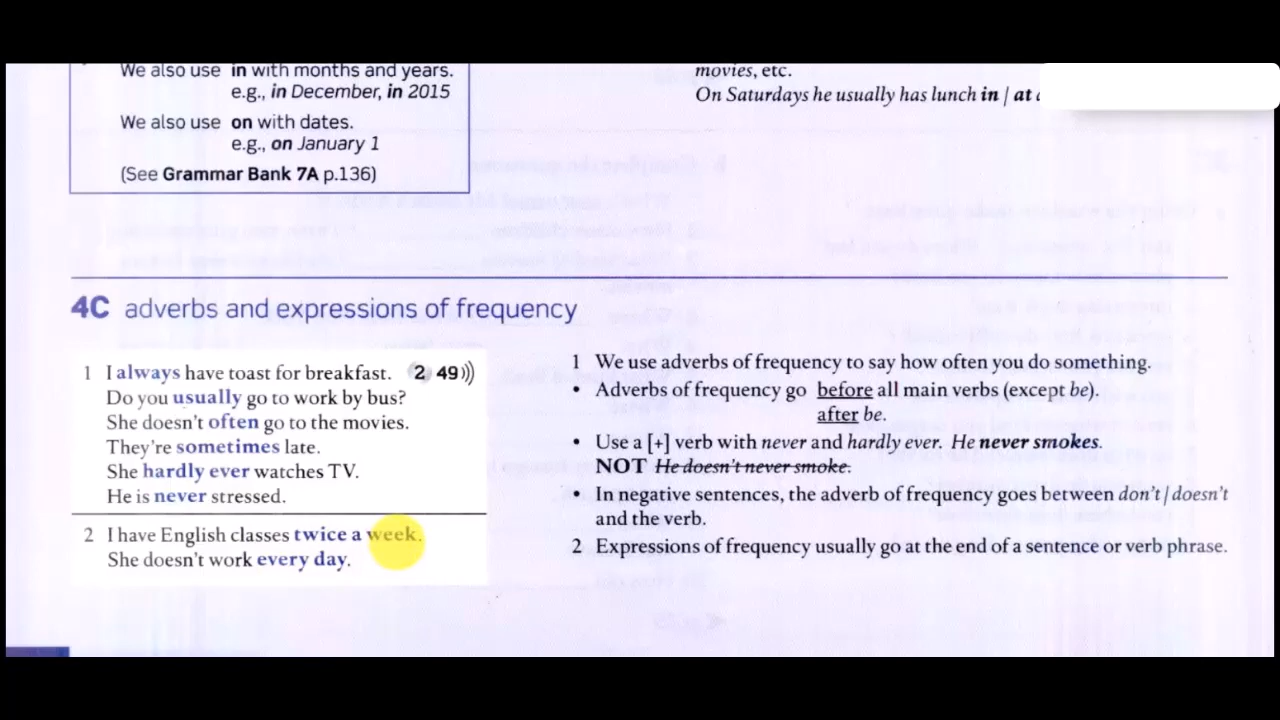 We also use in with months and years.
e.g., in December, in 2015
We also use on with dates.
e.g., on January 1
(See Grammar Bank 7A p.136)
movies, etc.
On Saturdays he usually has lunch in | at
4C adverbs and expressions of frequency
1 I always have toast for breakfast. 2 49)))
Do you usually go to work by bus?
She doesn't often go to the movies.
They're sometimes late.
She hardly ever watches TV.
He is never stressed.
2 I have English classes twice a week.
She doesn't work every day.
1 We use adverbs of frequency to say how often you do something.
• Adverbs of frequency go before all main verbs (except be).
after be.
• Use a [+] verb with never and hardly ever. He never smokes.
NOT He doesn't never smoke.
• In negative sentences, the adverb of frequency goes between don't | doesn't
and the verb.
2 Expressions of frequency usually go at the end of a sentence or verb phrase.